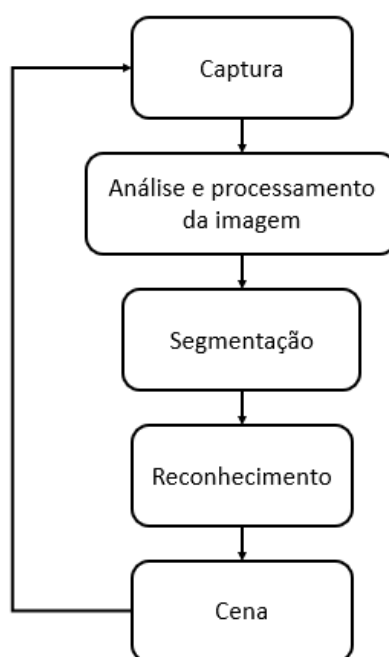 Captura
Análise e processamento
da imagem
Segmentação
Reconhecimento
Cena